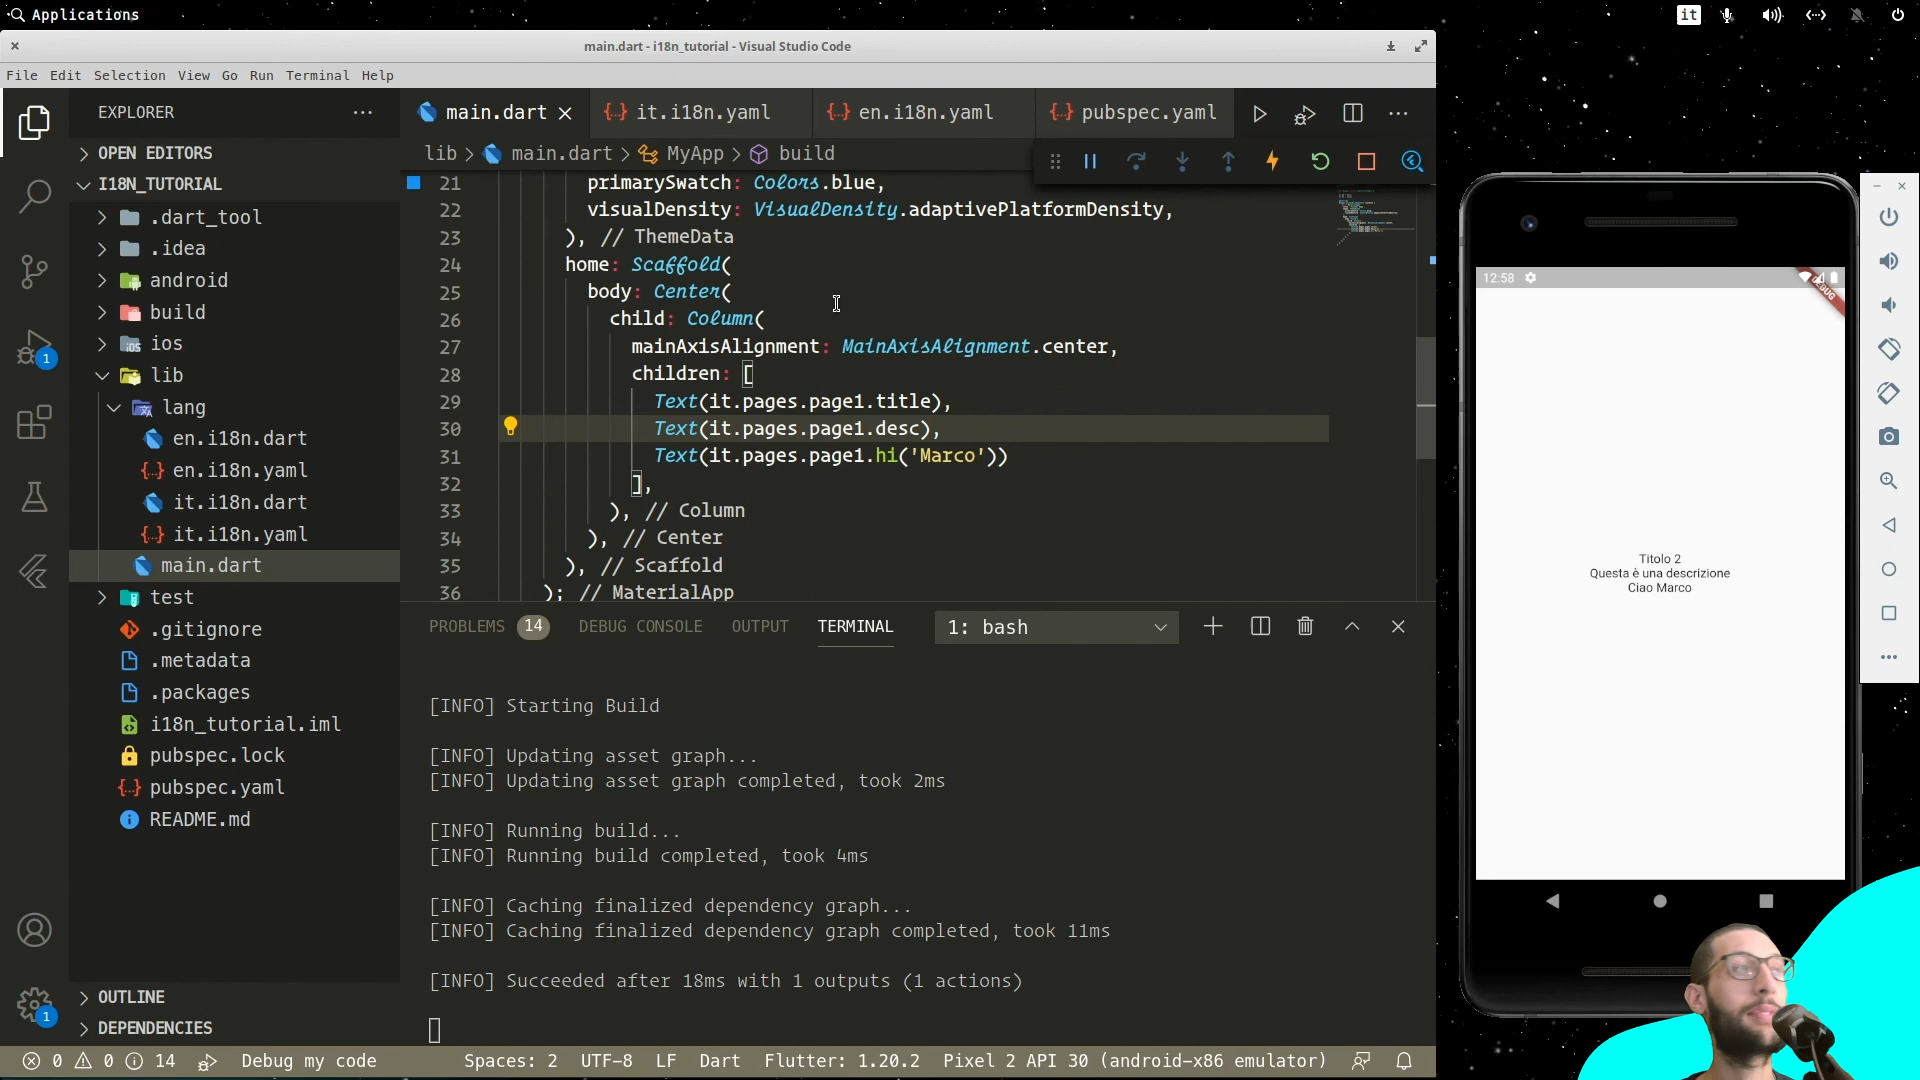 Applications
it
main.dart - i18n_tutorial - Visual Studio Code
File Edit Selection View Go Run Terminal Help
EXPLORER
main.dart
it.i18n.yaml
en.i18n.yaml
pubspec.yaml
OPEN EDITORS
lib > main.dart > MyApp > build
I18N_TUTORIAL
.dart_tool
.idea
android
build
ios
lib
lang
en.i18n.dart
en.i18n.yaml
it.i18n.dart
it.i18n.yaml
main.dart
test
.gitignore
.metadata
.packages
i18n_tutorial.iml
pubspec.lock
pubspec.yaml
README.md
OUTLINE
DEPENDENCIES
1
1
21 primarySwatch: Colors.blue,
22 visualDensity: VisualDensity.adaptivePlatformDensity,
23 ), // ThemeData
24 home: Scaffold(
25 body: Center(
26 child: Column(
27 mainAxisAlignment: MainAxisAlignment.center,
28 children: [
29 Text(it.pages.page1.title),
30 Text(it.pages.page1.desc),
31 Text(it.pages.page1.hi('Marco'))
32 ],
33 ), // Column
34 ), // Center
35 ), // Scaffold
36 ); // MaterialApp
PROBLEMS 14 DEBUG CONSOLE OUTPUT TERMINAL 1: bash
[INFO] Starting Build
[INFO] Updating asset graph...
[INFO] Updating asset graph completed, took 2ms
[INFO] Running build...
[INFO] Running build completed, took 4ms
[INFO] Caching finalized dependency graph...
[INFO] Caching finalized dependency graph completed, took 11ms
[INFO] Succeeded after 18ms with 1 outputs (1 actions)
0 0 14 Debug my code Spaces: 2 UTF-8 LF Dart Flutter: 1.20.2 Pixel 2 API 30 (android-x86 emulator)
12:58
DEBUG
Titolo 2
Questa è una descrizione
Ciao Marco